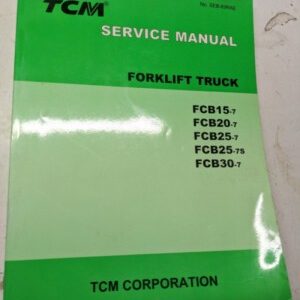 TCM
SERVICE MANUAL
FORKLIFT TRUCK
FCB15-7
FCB20-7
FCB25-7
FCB25-7S
FCB30-7
TCM CORPORATION